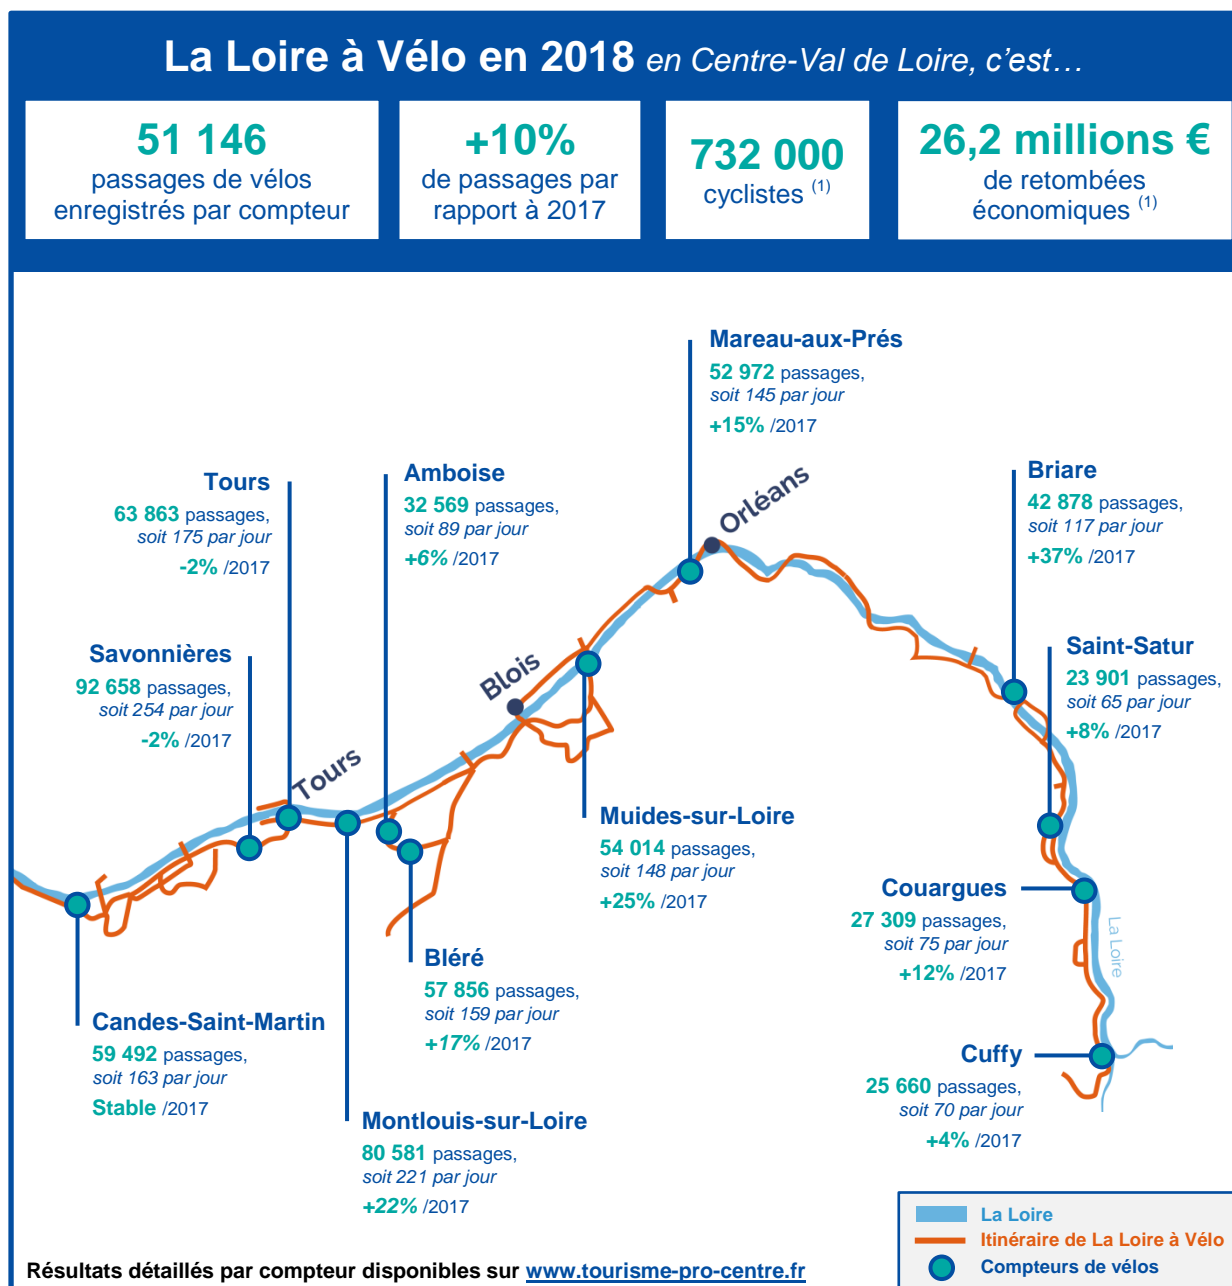 La Loire à Vélo en 2018 en Centre-Val de Loire, c'est…
51 146
passages de vélos
enregistrés par compteur
+10%
de passages par
rapport à 2017
732 000
cyclistes (1)
26,2 millions €
de retombées
économiques (1)
Mareau-aux-Prés
52 972 passages,
soit 145 par jour
+15% /2017
Tours
63 863 passages,
soit 175 par jour
-2% /2017
Amboise
32 569 passages,
soit 89 par jour
+6% /2017
Orléans
Briare
42 878 passages,
soit 117 par jour
+37% /2017
Savonnières
92 658 passages,
soit 254 par jour
-2% /2017
Blois
Saint-Satur
23 901 passages,
soit 65 par jour
+8% /2017
Tours
Muides-sur-Loire
54 014 passages,
soit 148 par jour
+25% /2017
Couargues
27 309 passages,
soit 75 par jour
+12% /2017
La Loire
Bléré
57 856 passages,
soit 159 par jour
+17% /2017
Candes-Saint-Martin
59 492 passages,
soit 163 par jour
Stable /2017
Cuffy
25 660 passages,
soit 70 par jour
+4% /2017
Montlouis-sur-Loire
80 581 passages,
soit 221 par jour
+22% /2017
La Loire
Itinéraire de La Loire à Vélo
Compteurs de vélos
Résultats détaillés par compteur disponibles sur www.tourisme-pro-centre.fr